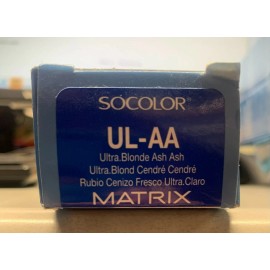 SOCOLOR
UL-AA
Ultra.Blonde Ash Ash
Ultra.Blond Cendré Cendré
Rubio Cenizo Fresco Ultra.Claro
MATRIX